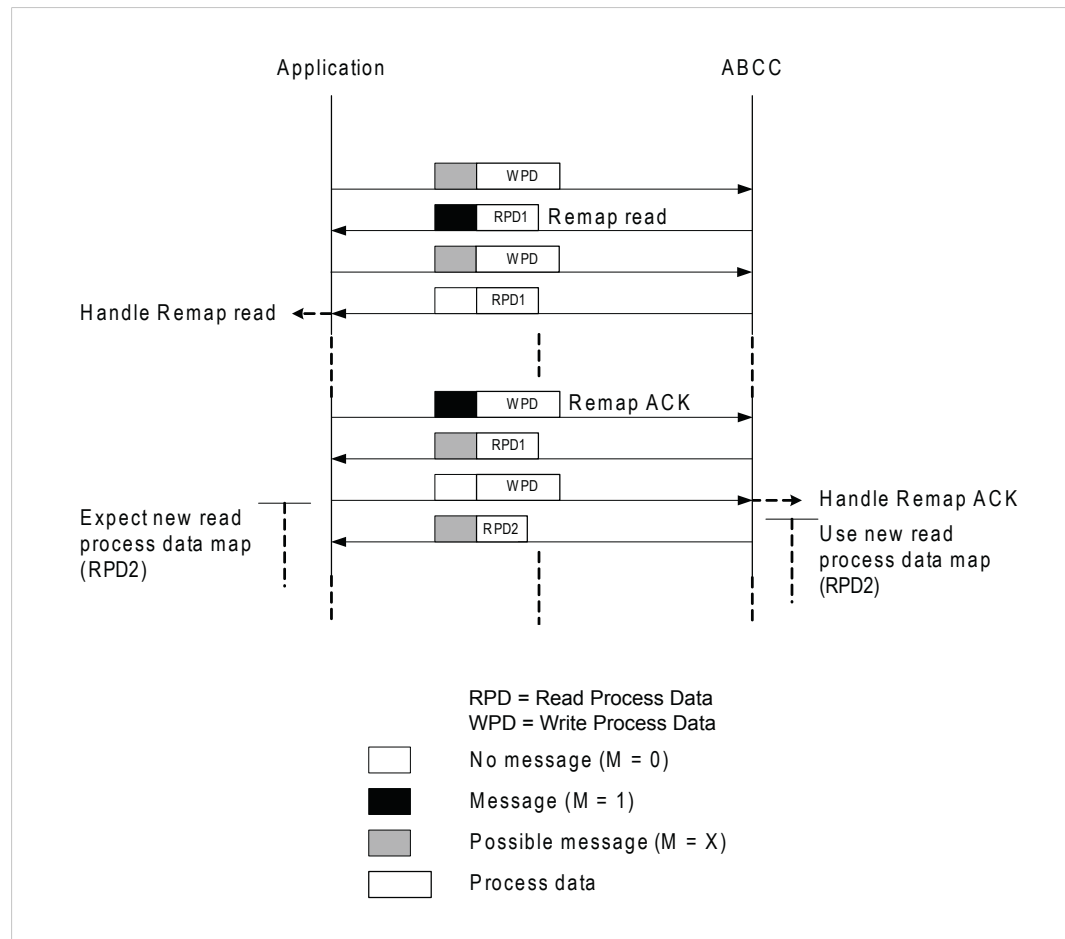 Application
ABCC
WPD
RPD1
Remap read
WPD
RPD1
Handle Remap read
WPD
Remap ACK
RPD1
WPD
Handle Remap ACK
Expect new read
process data map
(RPD2)
RPD2
Use new read
process data map
(RPD2)
RPD = Read Process Data
WPD = Write Process Data
No message (M = 0)
Message (M = 1)
Possible message (M = X)
Process data